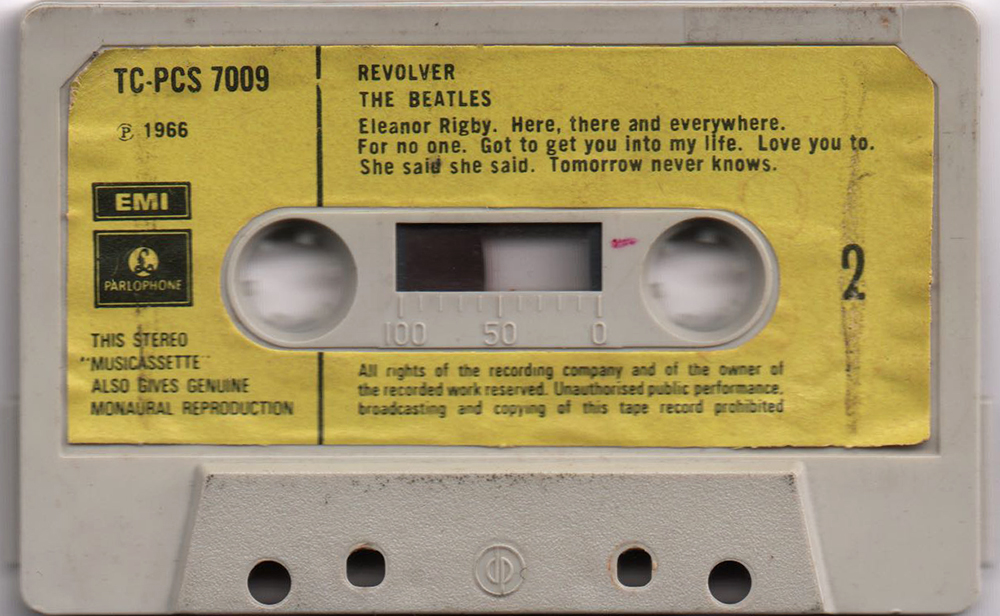 TC-PCS 7009
℗ 1966
EMI
PARLOPHONE
THIS STEREO
"MUSICASSETTE"
ALSO GIVES GENUINE
MONAURAL REPRODUCTION
REVOLVER
THE BEATLES
Eleanor Rigby. Here, there and everywhere.
For no one. Got to get you into my life. Love you to.
She said she said. Tomorrow never knows.
2
100 50 0
All rights of the recording company and of the owner of
the recorded work reserved. Unauthorised public performance,
broadcasting and copying of this tape record prohibited